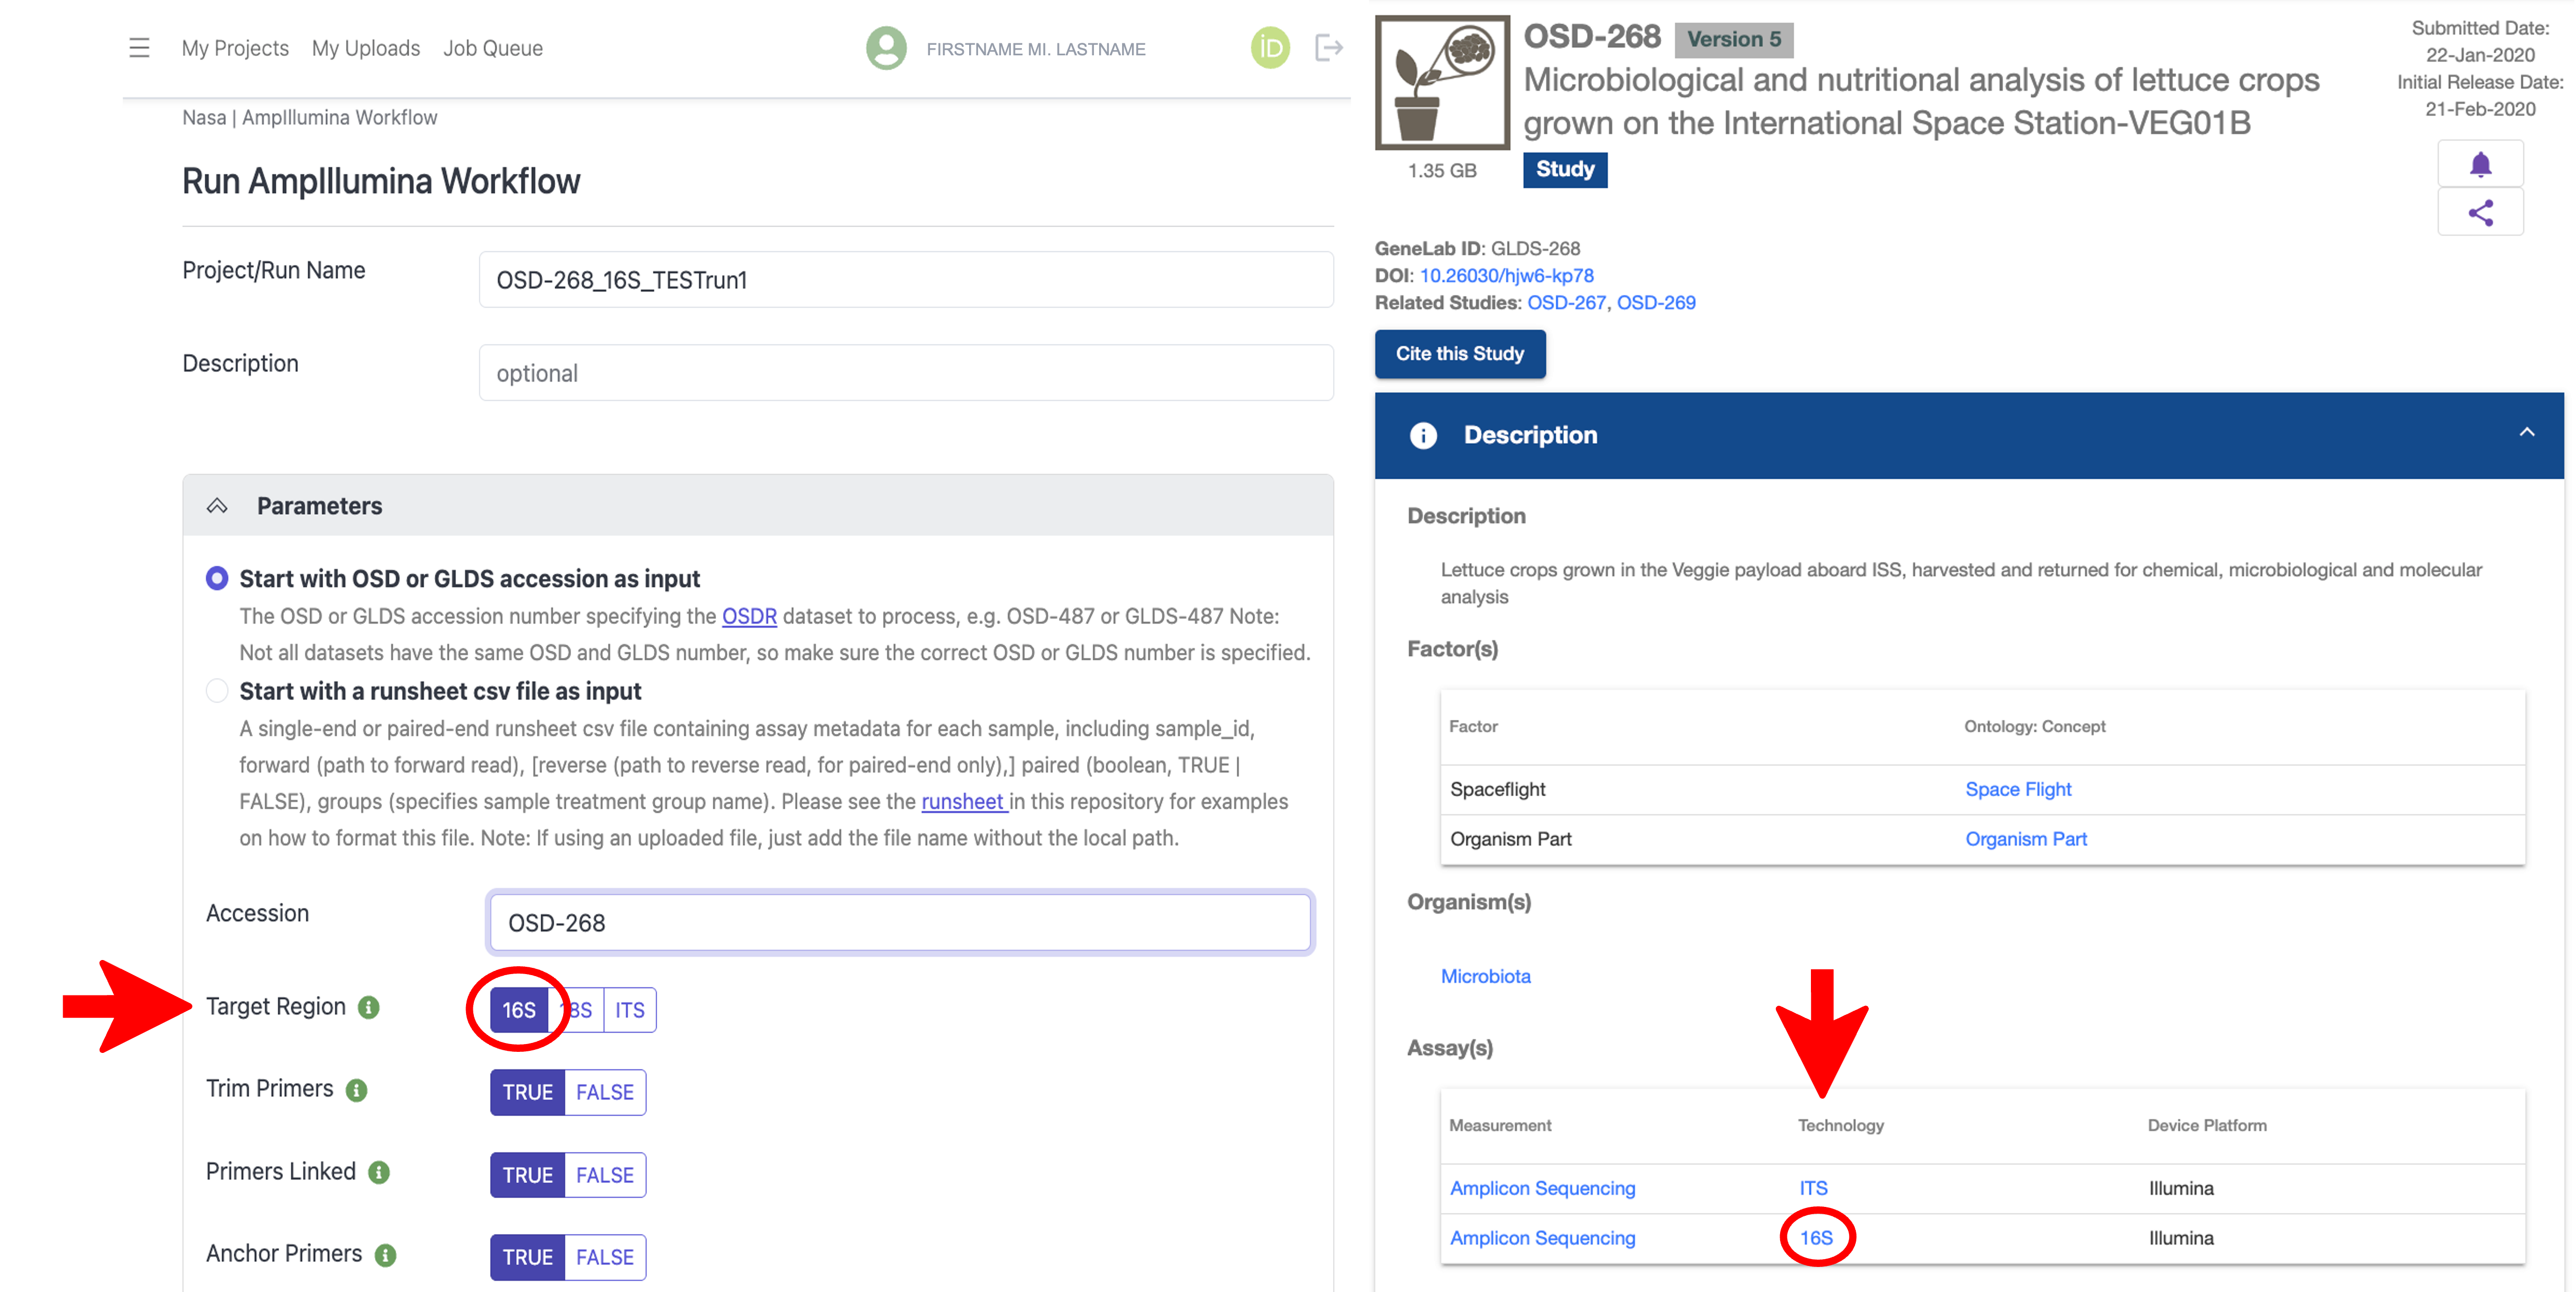 My Projects My Uploads Job Queue
FIRSTNAME MI. LASTNAME
iD
Nasa | AmpIllumina Workflow
Run AmpIllumina Workflow
Project/Run Name
OSD-268_16S_TESTrun1
Description
optional
Parameters
Start with OSD or GLDS accession as input
The OSD or GLDS accession number specifying the OSDR dataset to process, e.g. OSD-487 or GLDS-487 Note:
Not all datasets have the same OSD and GLDS number, so make sure the correct OSD or GLDS number is specified.
Start with a runsheet csv file as input
A single-end or paired-end runsheet csv file containing assay metadata for each sample, including sample_id,
forward (path to forward read), [reverse (path to reverse read, for paired-end only),] paired (boolean, TRUE |
FALSE), groups (specifies sample treatment group name). Please see the runsheet in this repository for examples
on how to format this file. Note: If using an uploaded file, just add the file name without the local path.
Accession
OSD-268
Target Region
16S 18S ITS
Trim Primers
TRUE FALSE
Primers Linked
TRUE FALSE
Anchor Primers
TRUE FALSE
OSD-268 Version 5
Microbiological and nutritional analysis of lettuce crops
grown on the International Space Station-VEG01B
1.35 GB
Study
Submitted Date:
22-Jan-2020
Initial Release Date:
21-Feb-2020
GeneLab ID: GLDS-268
DOI: 10.26030/hjw6-kp78
Related Studies: OSD-267, OSD-269
Cite this Study
Description
Description
Lettuce crops grown in the Veggie payload aboard ISS, harvested and returned for chemical, microbiological and molecular
analysis
Factor(s)
Factor Ontology: Concept
Spaceflight Space Flight
Organism Part Organism Part
Organism(s)
Microbiota
Assay(s)
Measurement Technology Device Platform
Amplicon Sequencing ITS Illumina
Amplicon Sequencing 16S Illumina